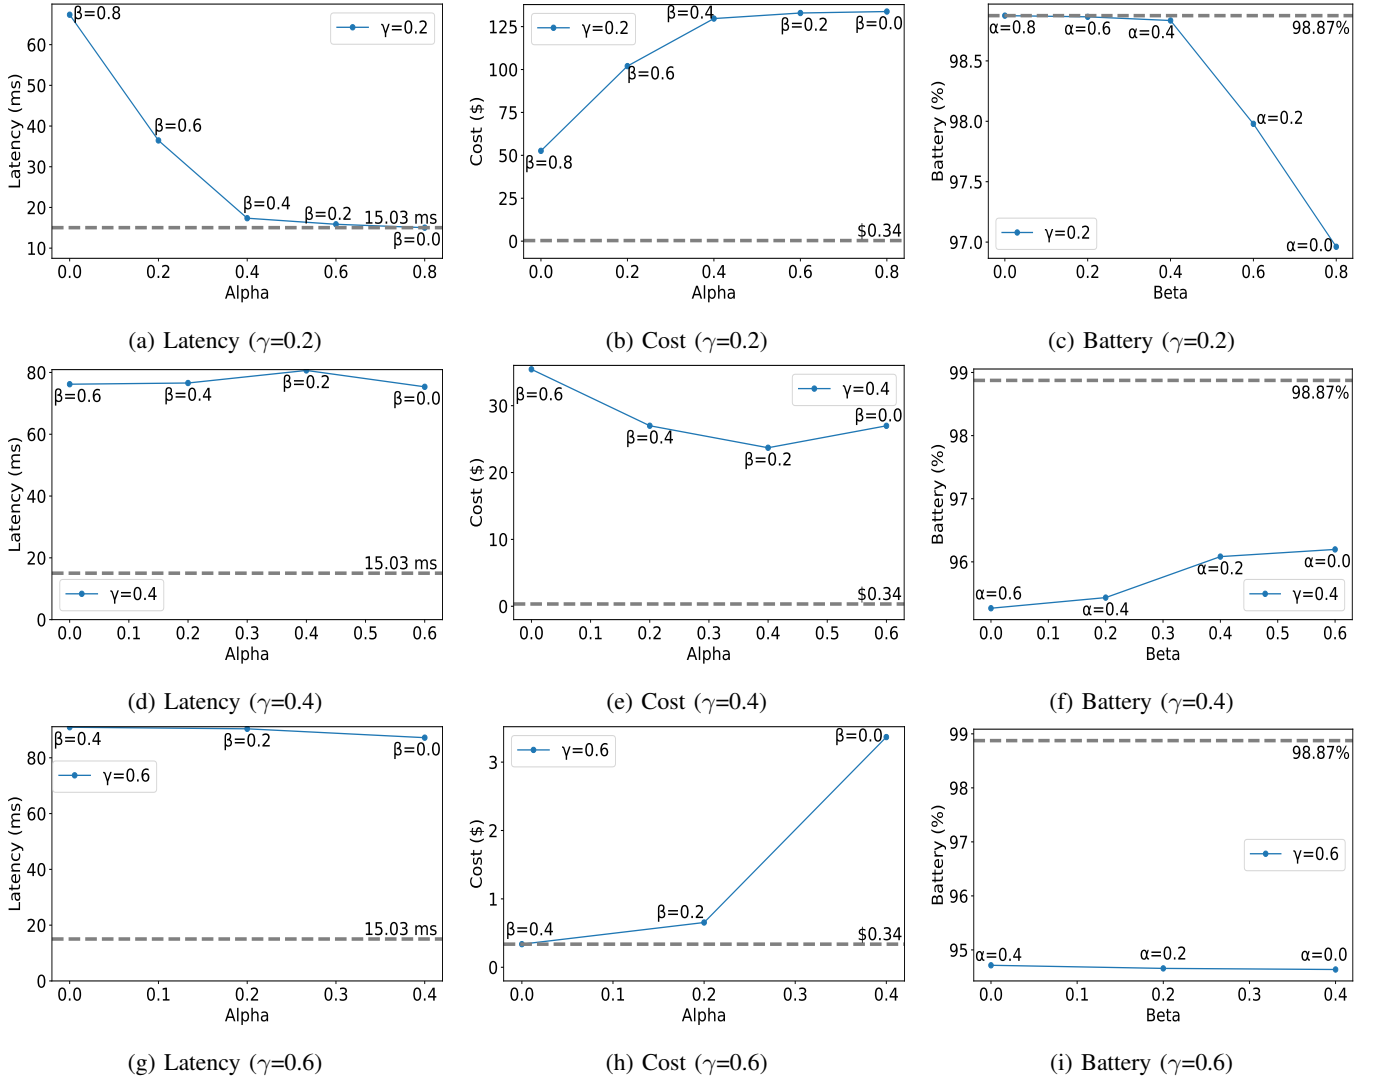 Latency (ms)
60
50
40
30
20
10
β=0.8
β=0.6
β=0.4
β=0.2
β=0.0
15.03 ms
γ=0.2
0.0 0.2 0.4 0.6 0.8
Alpha
(a) Latency (γ=0.2)
Cost ($)
125
100
75
50
25
0
β=0.8
β=0.6
β=0.4
β=0.2
β=0.0
$0.34
γ=0.2
0.0 0.2 0.4 0.6 0.8
Alpha
(b) Cost (γ=0.2)
Battery (%)
98.5
98.0
97.5
97.0
α=0.8
α=0.6
α=0.4
α=0.2
α=0.0
98.87%
γ=0.2
0.0 0.2 0.4 0.6 0.8
Beta
(c) Battery (γ=0.2)
Latency (ms)
80
60
40
20
0
β=0.6
β=0.4
β=0.2
β=0.0
15.03 ms
γ=0.4
0.0 0.1 0.2 0.3 0.4 0.5 0.6
Alpha
(d) Latency (γ=0.4)
Cost ($)
30
20
10
0
β=0.6
β=0.4
β=0.2
β=0.0
$0.34
γ=0.4
0.0 0.1 0.2 0.3 0.4 0.5 0.6
Alpha
(e) Cost (γ=0.4)
Battery (%)
99
98
97
96
α=0.6
α=0.4
α=0.2
α=0.0
98.87%
γ=0.4
0.0 0.1 0.2 0.3 0.4 0.5 0.6
Beta
(f) Battery (γ=0.4)
Latency (ms)
80
60
40
20
0
β=0.4
β=0.2
β=0.0
15.03 ms
γ=0.6
0.0 0.1 0.2 0.3 0.4
Alpha
(g) Latency (γ=0.6)
Cost ($)
3
2
1
0
β=0.4
β=0.2
β=0.0
$0.34
γ=0.6
0.0 0.1 0.2 0.3 0.4
Alpha
(h) Cost (γ=0.6)
Battery (%)
99
98
97
96
95
α=0.4
α=0.2
α=0.0
98.87%
γ=0.6
0.0 0.1 0.2 0.3 0.4
Beta
(i) Battery (γ=0.6)